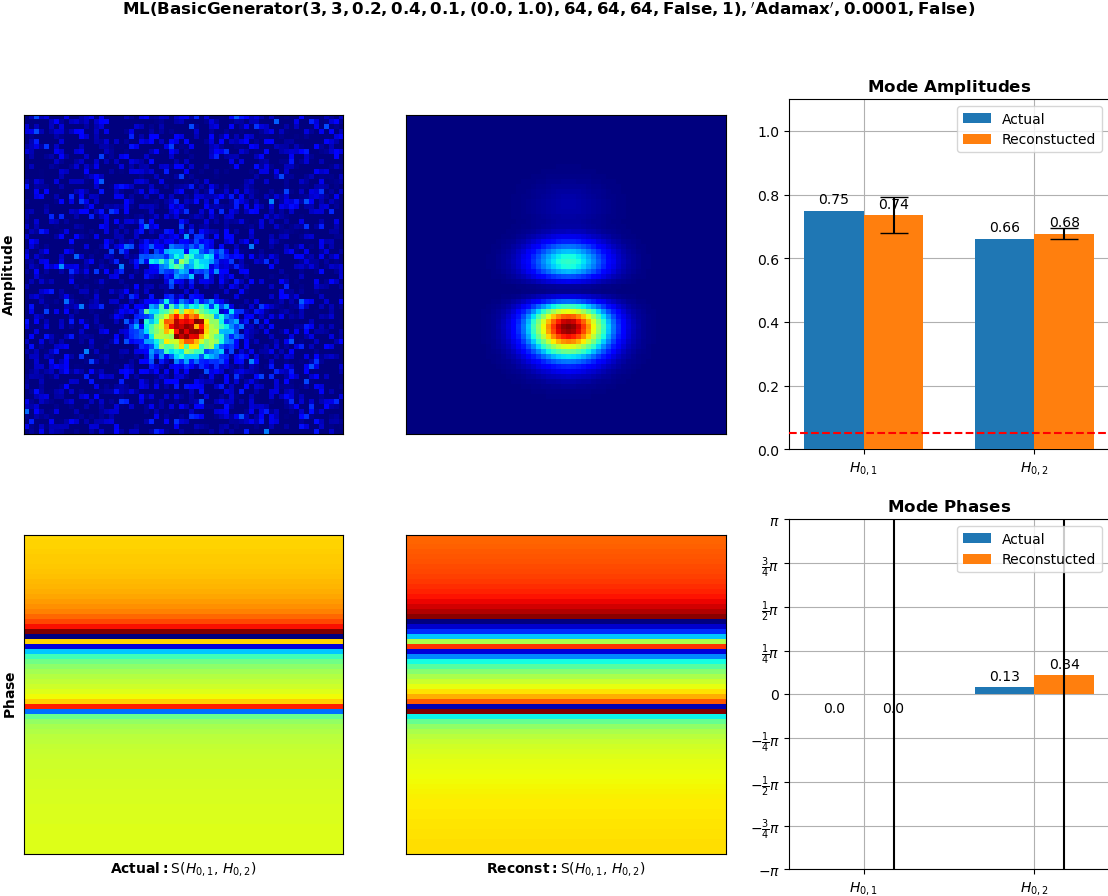 ML(BasicGenerator(3, 3, 0.2, 0.4, 0.1, (0.0, 1.0), 64, 64, 64, False, 1), ′Adamax′, 0.0001, False)
Amplitude
Mode Amplitudes
Actual
Reconstucted
1.0
0.8
0.6
0.4
0.2
0.0
0.75
0.74
0.66
0.68
H0,1
H0,2
Phase
Actual: S(H0,1, H0,2)
Reconst: S(H0,1, H0,2)
Mode Phases
Actual
Reconstucted
π
3/4π
1/2π
1/4π
0
−1/4π
−1/2π
−3/4π
−π
0.0
0.0
0.13
0.34
H0,1
H0,2